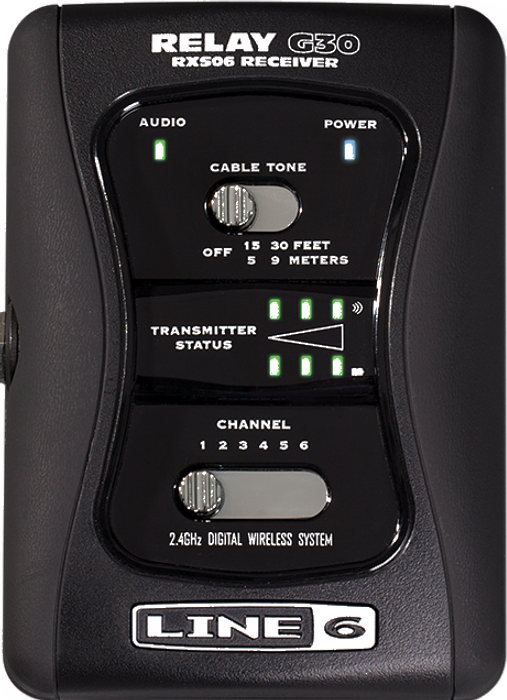 RELAY G30
RXS06 RECEIVER
AUDIO POWER
CABLE TONE
OFF 15 30 FEET
5 9 METERS
TRANSMITTER
STATUS
CHANNEL
1 2 3 4 5 6
2.4GHz DIGITAL WIRELESS SYSTEM
LINE 6